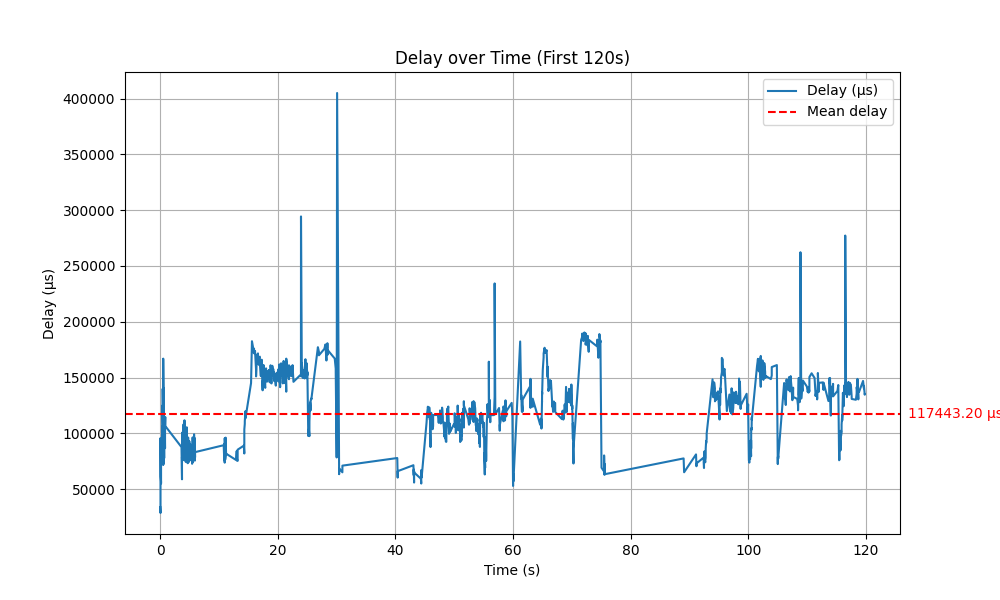 Delay over Time (First 120s)
Delay (µs)
Mean delay
400000
350000
300000
250000
200000
150000
100000
50000
Delay (µs)
117443.20 µs
0 20 40 60 80 100 120
Time (s)